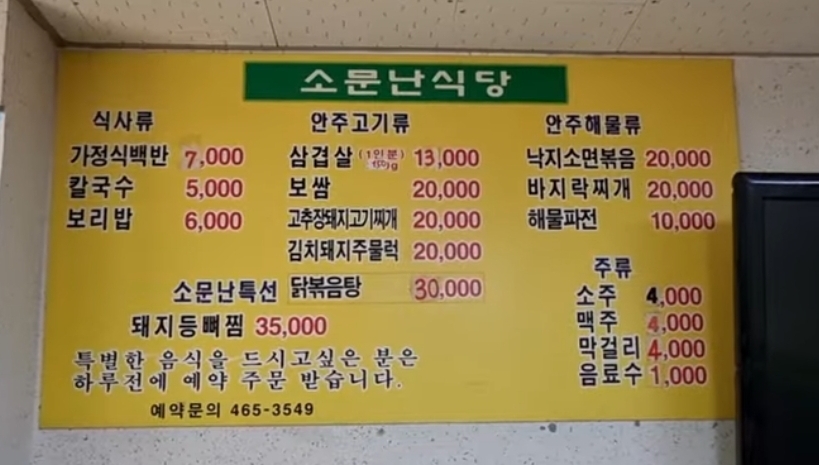 소문난식당
식사류
가정식백반 7,000
칼국수 5,000
보리밥 6,000
안주고기류
삼겹살 (1인분) 13,000
보쌈 20,000
고추장돼지고기찌개 20,000
김치돼지주물럭 20,000
닭볶음탕 30,000
안주해물류
낙지소면볶음 20,000
바지락찌개 20,000
해물파전 10,000
주류
소주 4,000
맥주 4,000
막걸리 4,000
음료수 1,000
소문난특선
돼지등뼈찜 35,000
특별한 음식을 드시고싶은 분은
하루전에 예약 주문 받습니다.
예약문의 465-3549